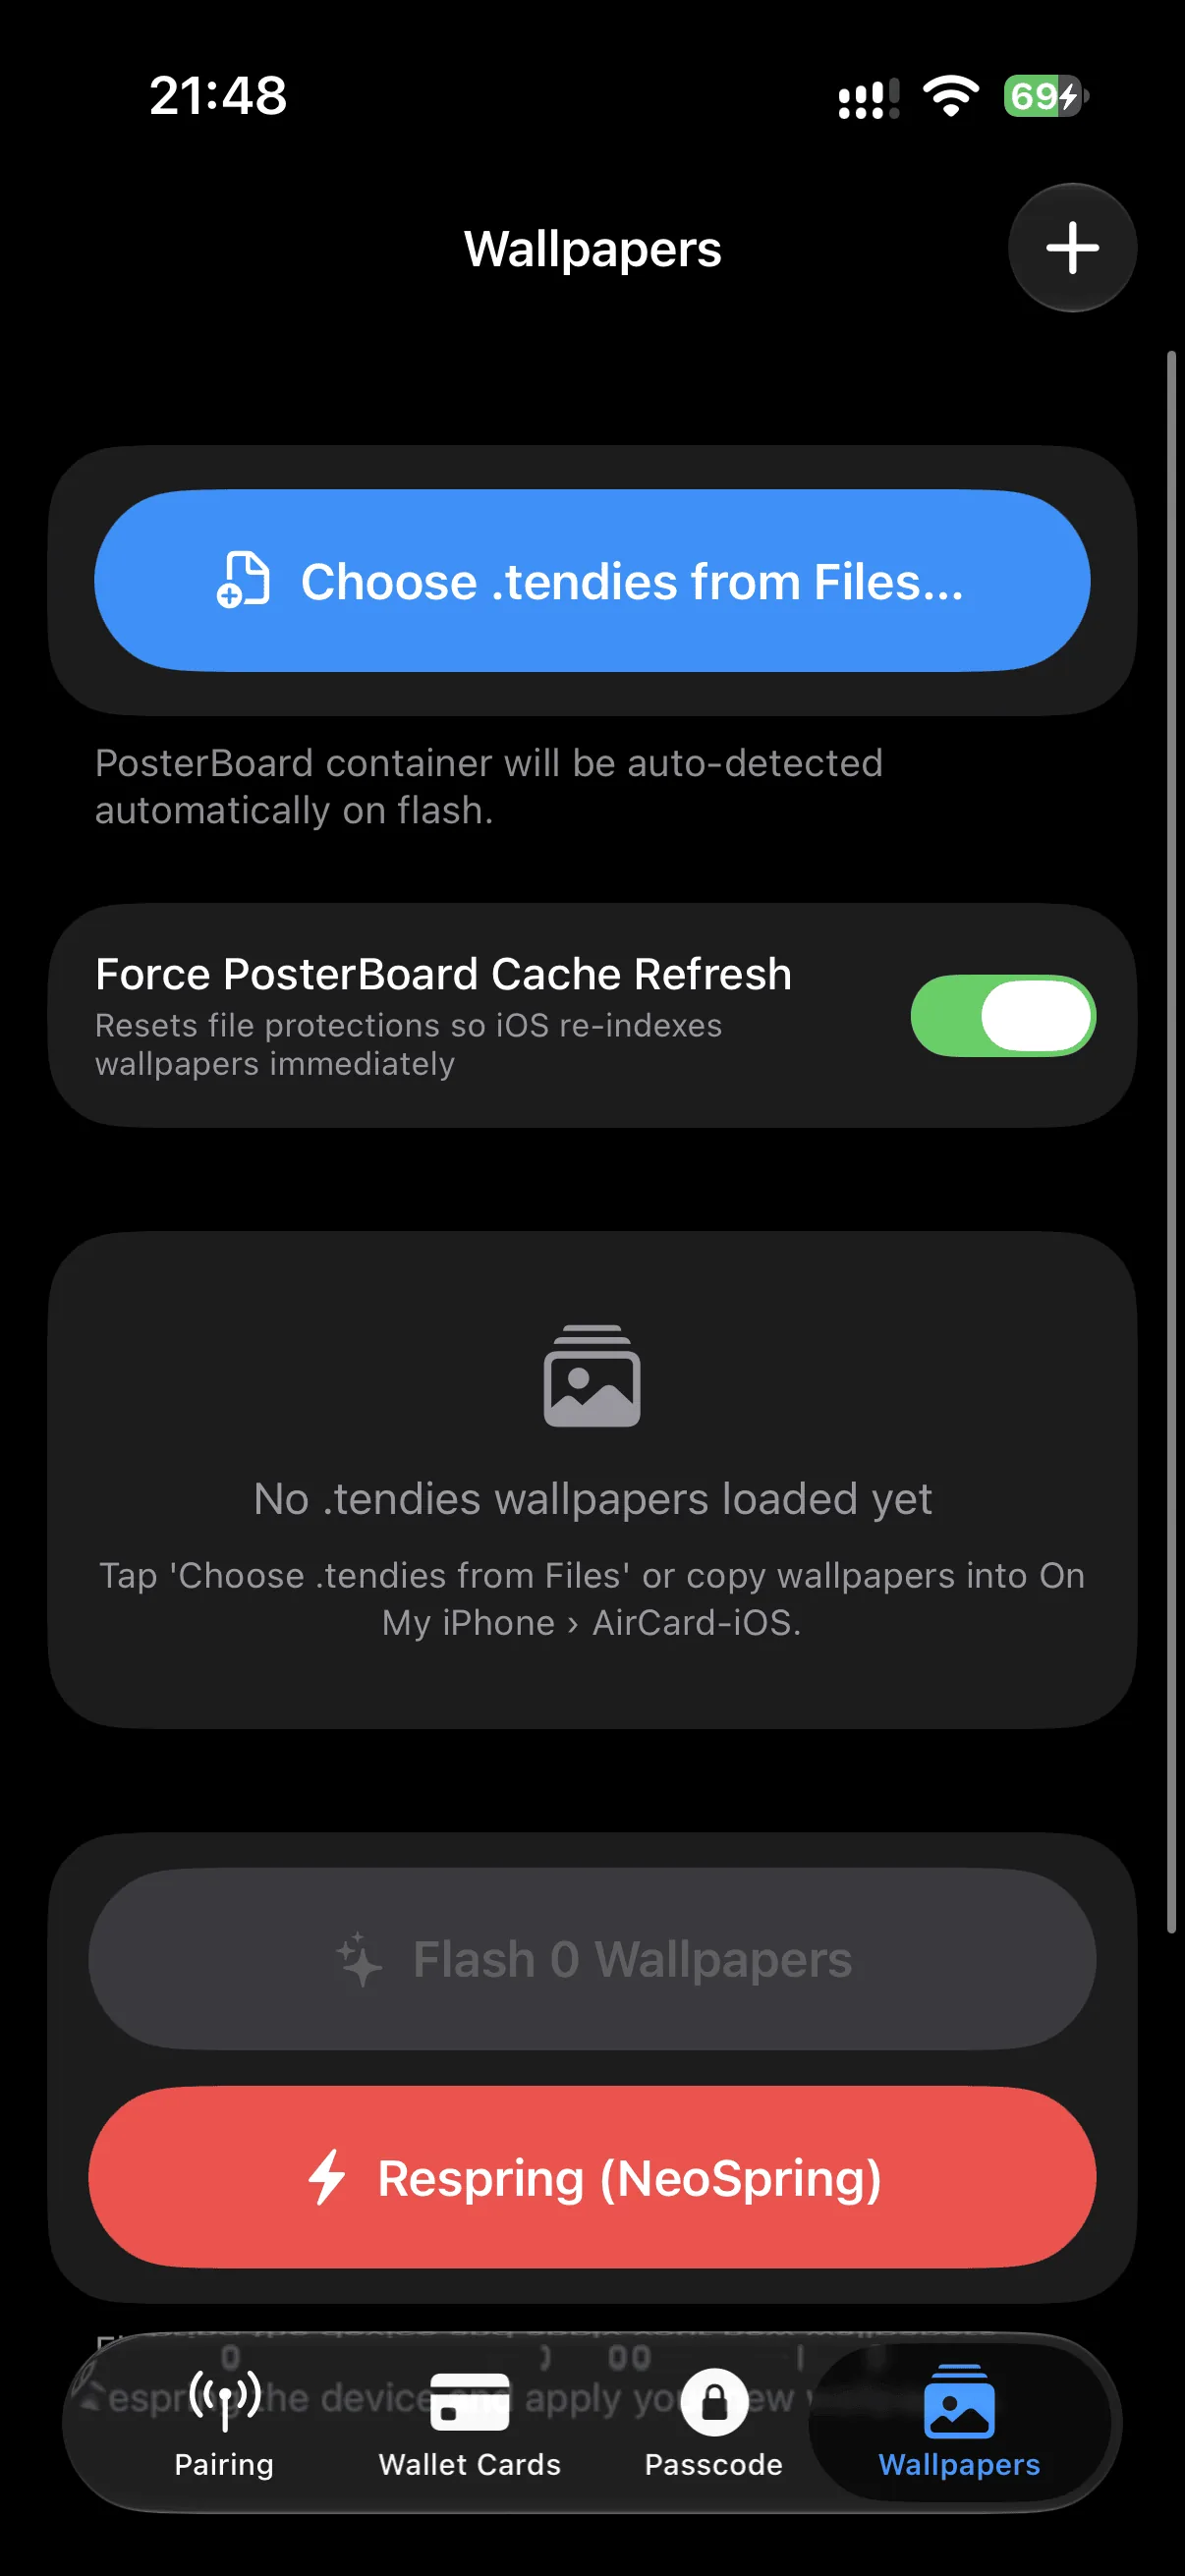 21:48
69
Wallpapers
Choose .tendies from Files...
PosterBoard container will be auto-detected
automatically on flash.
Force PosterBoard Cache Refresh
Resets file protections so iOS re-indexes
wallpapers immediately
No .tendies wallpapers loaded yet
Tap 'Choose .tendies from Files' or copy wallpapers into On
My iPhone › AirCard-iOS.
Flash 0 Wallpapers
Respring (NeoSpring)
the device apply
Pairing
Wallet Cards
Passcode
Wallpapers